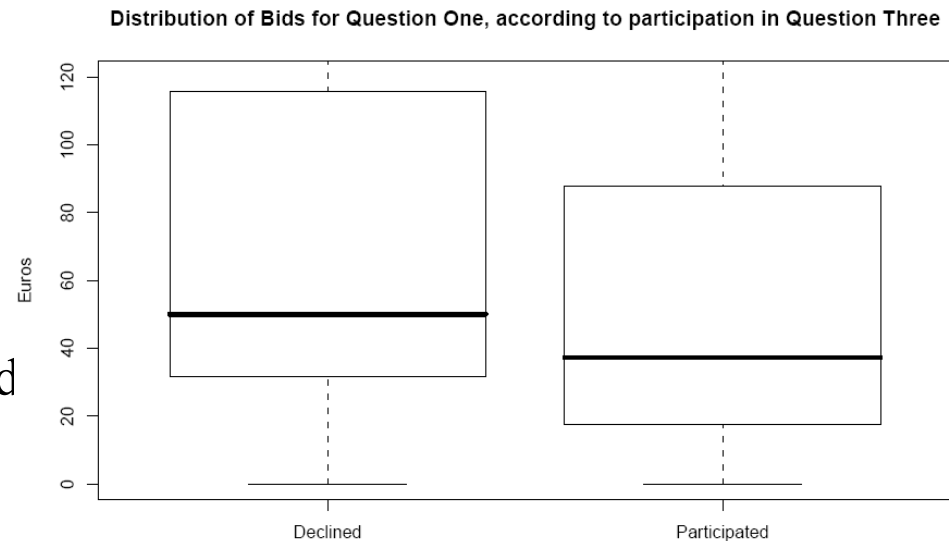 Distribution of Bids for Question One, according to participation in Question Three
120
100
80
60
40
20
0
Euros
d
Declined
Participated